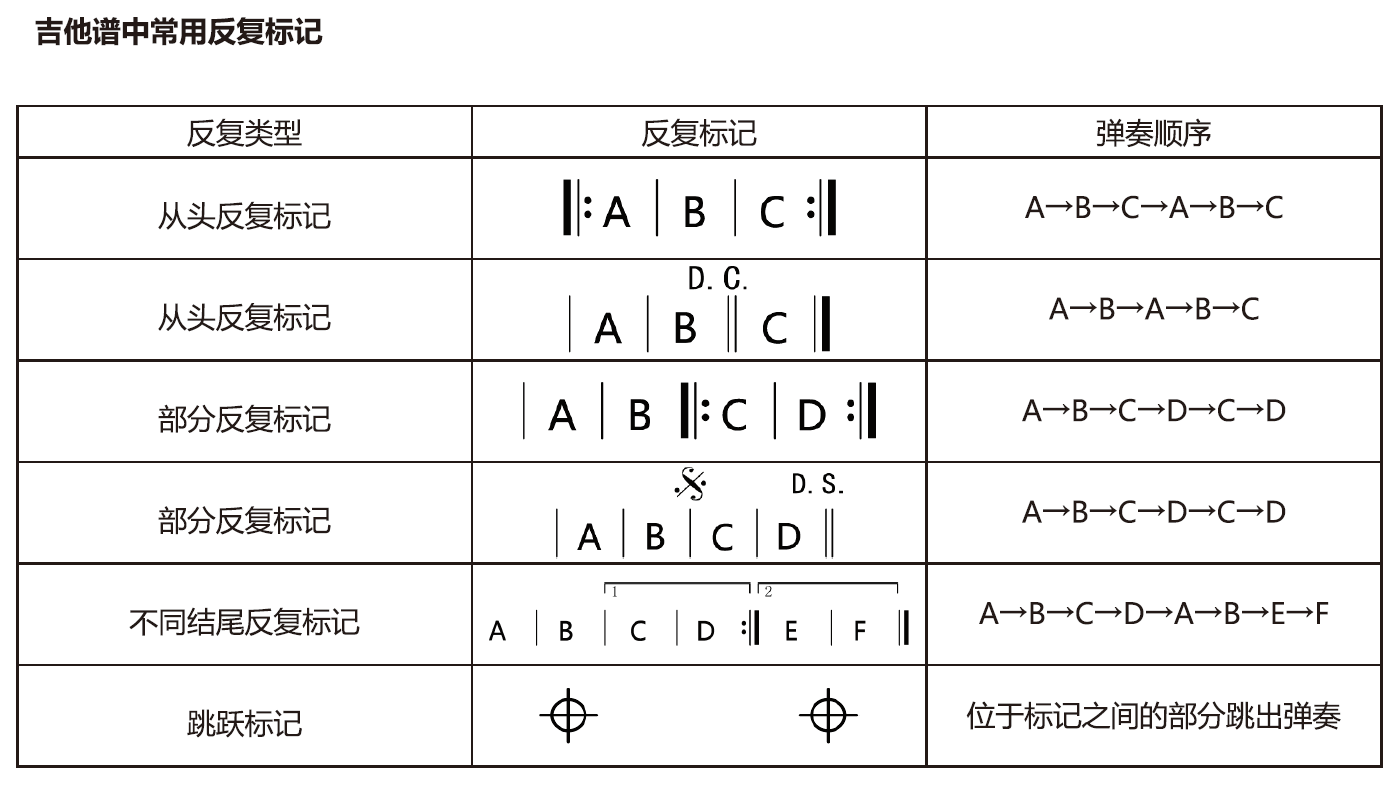 吉他谱中常用反复标记
反复类型 反复标记 弹奏顺序
从头反复标记 A B C A→B→C→A→B→C
D. C.
从头反复标记 A B C A→B→A→B→C
部分反复标记 A B C D A→B→C→D→C→D
D. S.
部分反复标记 A B C D A→B→C→D→C→D
1 2
不同结尾反复标记 A B C D E F A→B→C→D→A→B→E→F
跳跃标记 位于标记之间的部分跳出弹奏